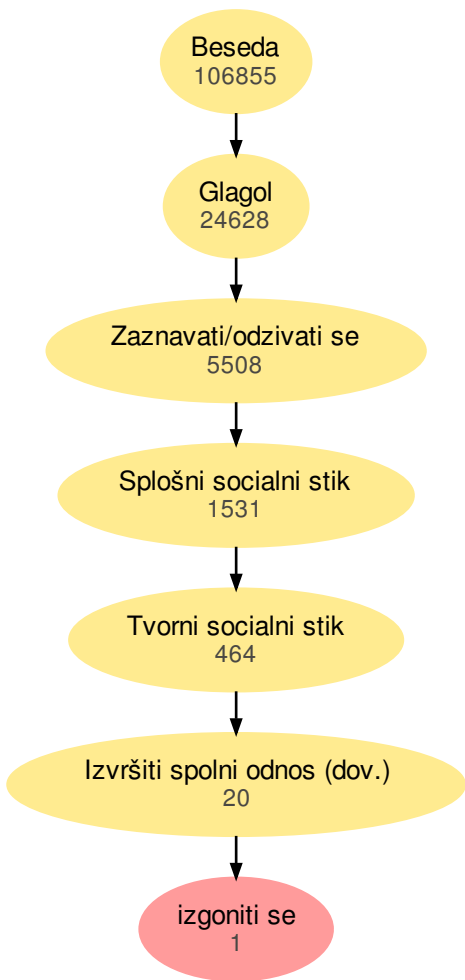 Beseda
106855
Glagol
24628
Zaznavati/odzivati se
5508
Splošni socialni stik
1531
Tvorni socialni stik
464
Izvršiti spolni odnos (dov.)
20
izgoniti se
1